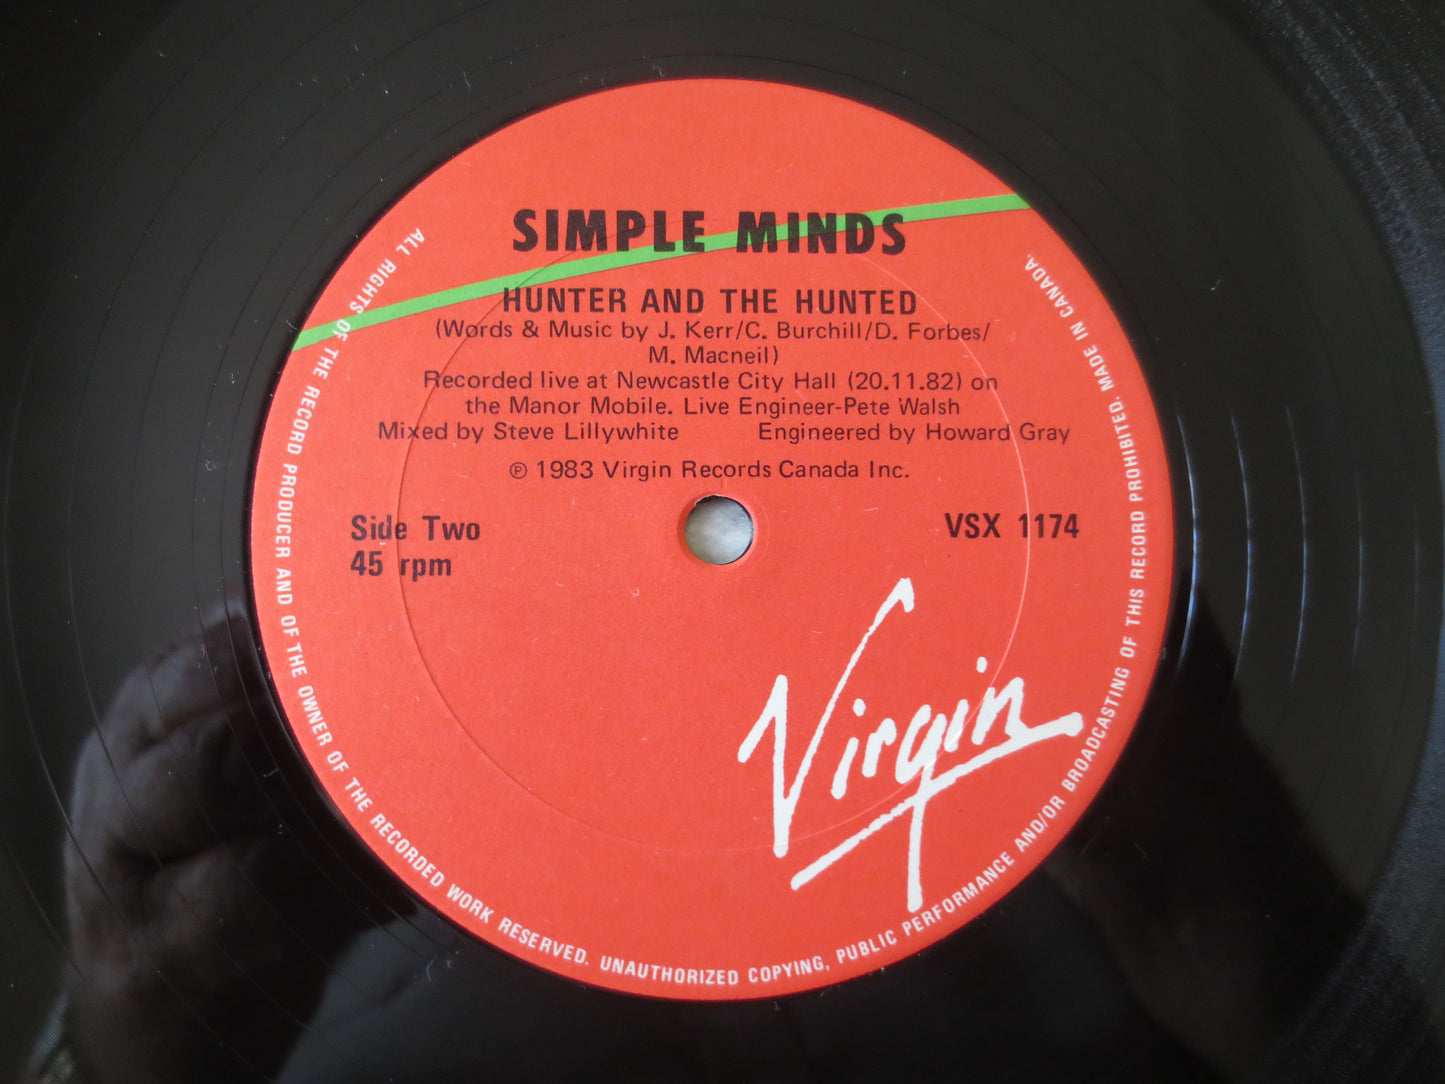 SIMPLE MINDS
HUNTER AND THE HUNTED
(Words & Music by J. Kerr/C. Burchill/D. Forbes/
M. Macneil)
Recorded live at Newcastle City Hall (20.11.82) on
the Manor Mobile. Live Engineer-Pete Walsh
Mixed by Steve Lillywhite Engineered by Howard Gray
℗ 1983 Virgin Records Canada Inc.
Side Two
45 rpm
VSX 1174
Virgin
ALL RIGHTS OF THE RECORD PRODUCER AND OF THE OWNER OF THE RECORDED WORK RESERVED. UNAUTHORIZED COPYING, PUBLIC PERFORMANCE AND/OR BROADCASTING OF THIS RECORD PROHIBITED. MADE IN CANADA.